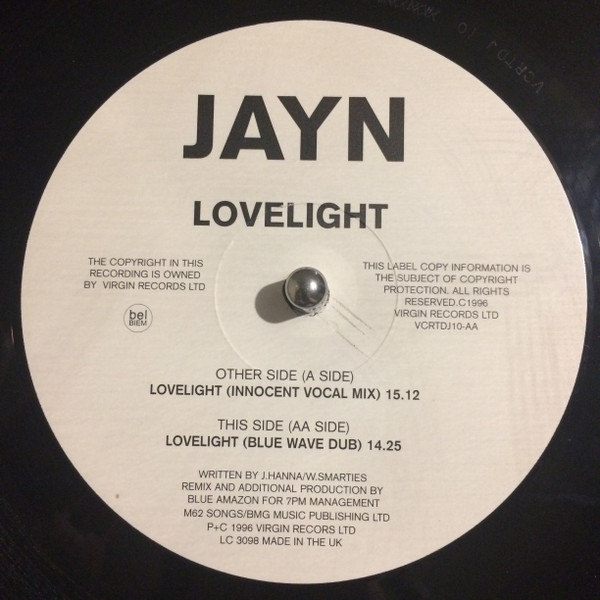 JAYN
LOVELIGHT
THE COPYRIGHT IN THIS
RECORDING IS OWNED
BY VIRGIN RECORDS LTD
bel
BIEM
THIS LABEL COPY INFORMATION IS
THE SUBJECT OF COPYRIGHT
PROTECTION. ALL RIGHTS
RESERVED.C1996
VIRGIN RECORDS LTD
VCRTDJ10-AA
OTHER SIDE (A SIDE)
LOVELIGHT (INNOCENT VOCAL MIX) 15.12
THIS SIDE (AA SIDE)
LOVELIGHT (BLUE WAVE DUB) 14.25
WRITTEN BY J.HANNA/W.SMARTIES
REMIX AND ADDITIONAL PRODUCTION BY
BLUE AMAZON FOR 7PM MANAGEMENT
M62 SONGS/BMG MUSIC PUBLISHING LTD
P+C 1996 VIRGIN RECORS LTD
LC 3098 MADE IN THE UK
VCRTDJ 10